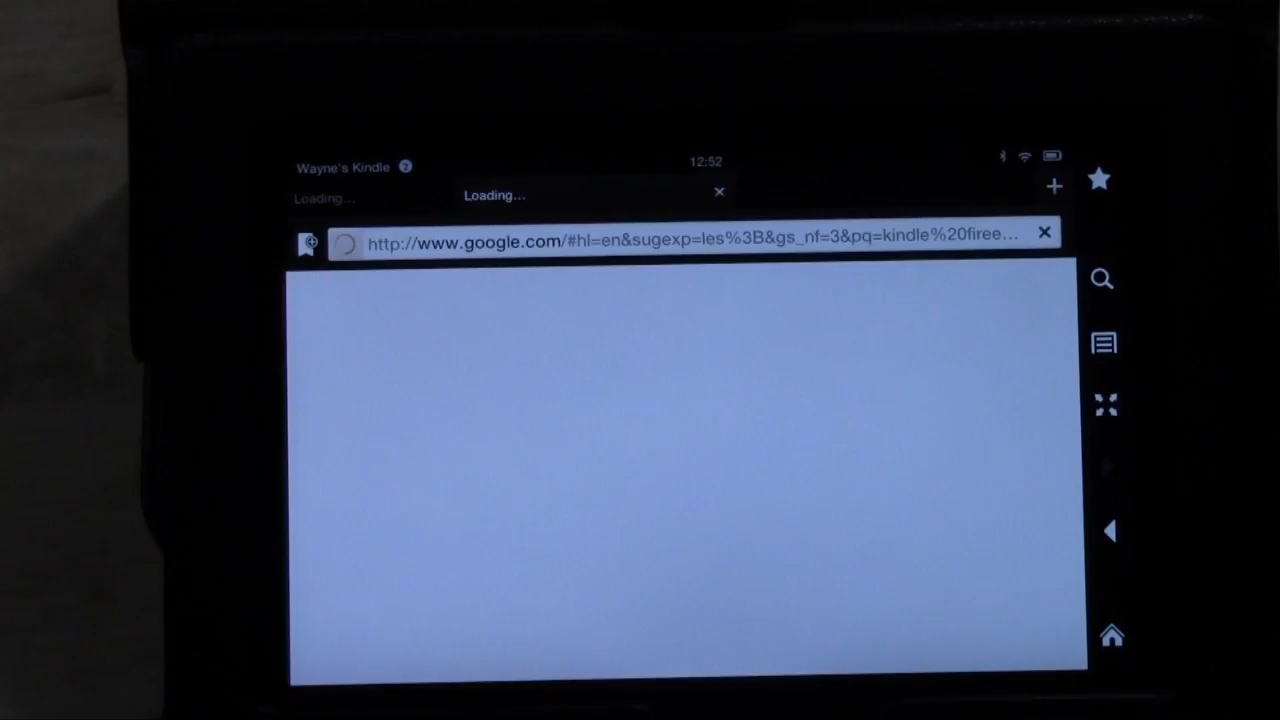 Wayne's Kindle 2
12:52
Loading...
Loading...
http://www.google.com/#hl=en&sugexp=les%3B&gs_nf=3&pq=kindle%20firee...